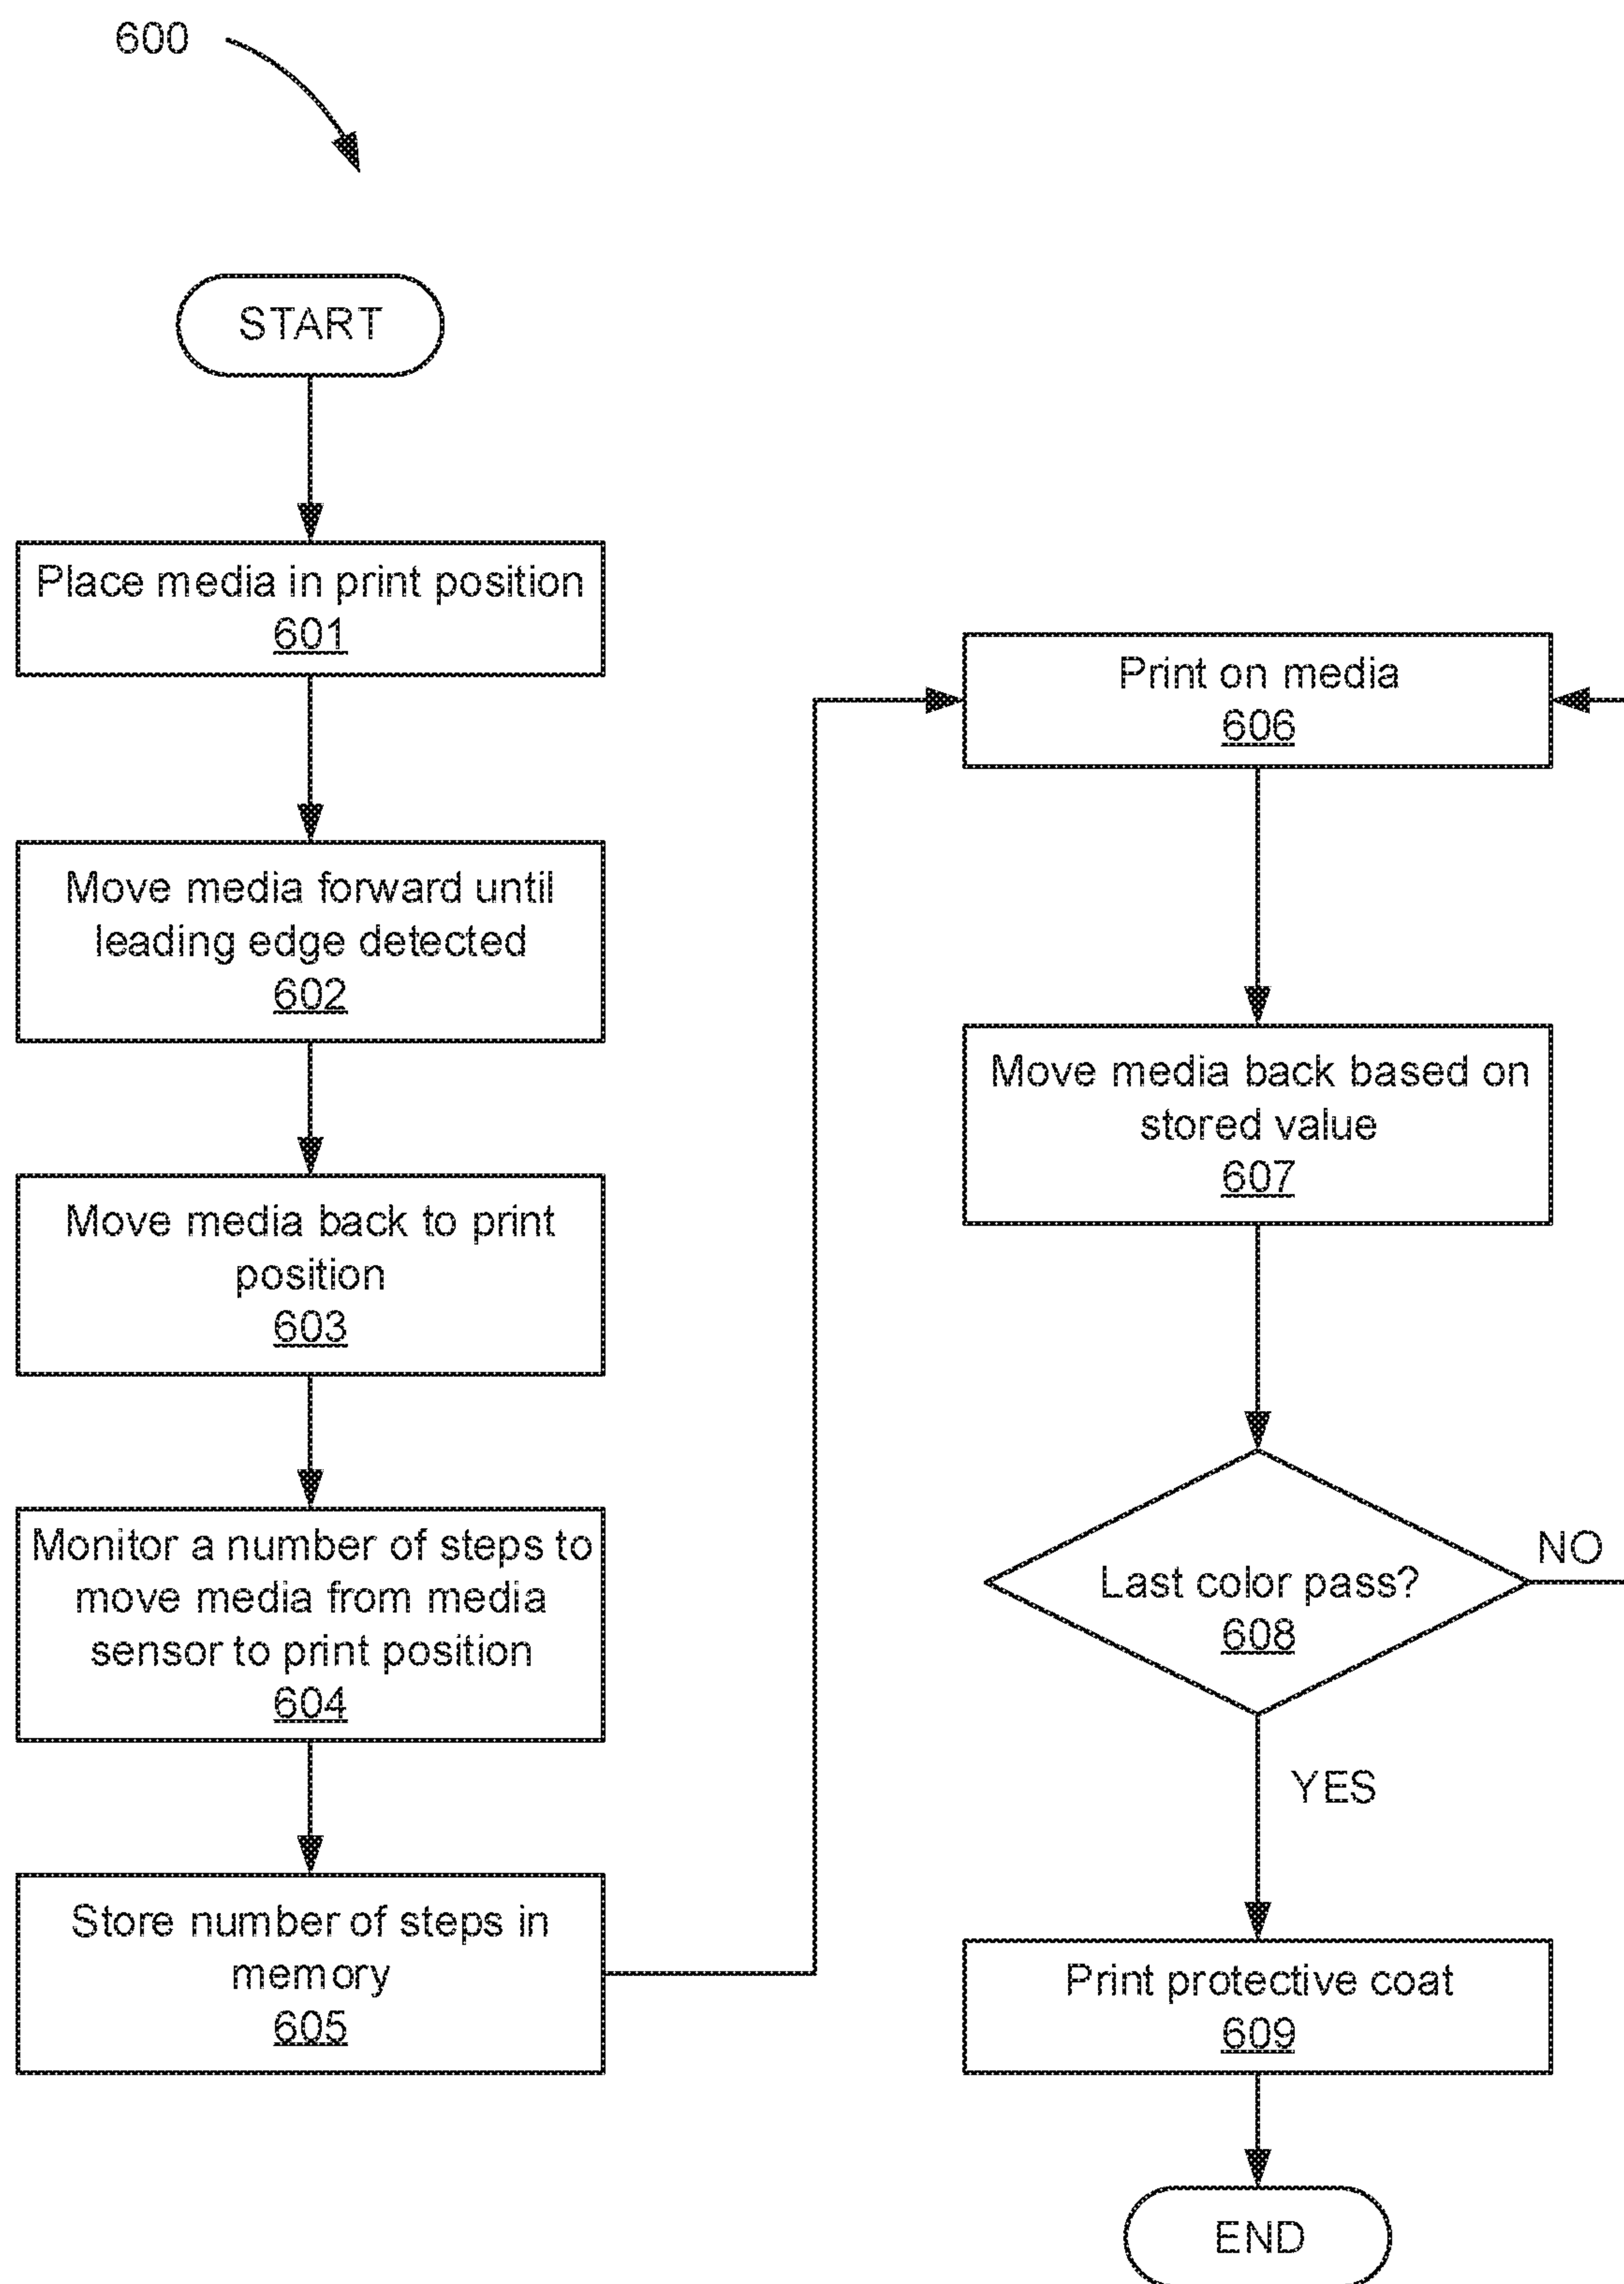 600
START
Place media in print position
601
Move media forward until
leading edge detected
602
Move media back to print
position
603
Monitor a number of steps to
move media from media
sensor to print position
604
Store number of steps in
memory
605
Print on media
606
Move media back based on
stored value
607
Last color pass?
608
NO
YES
Print protective coat
609
END